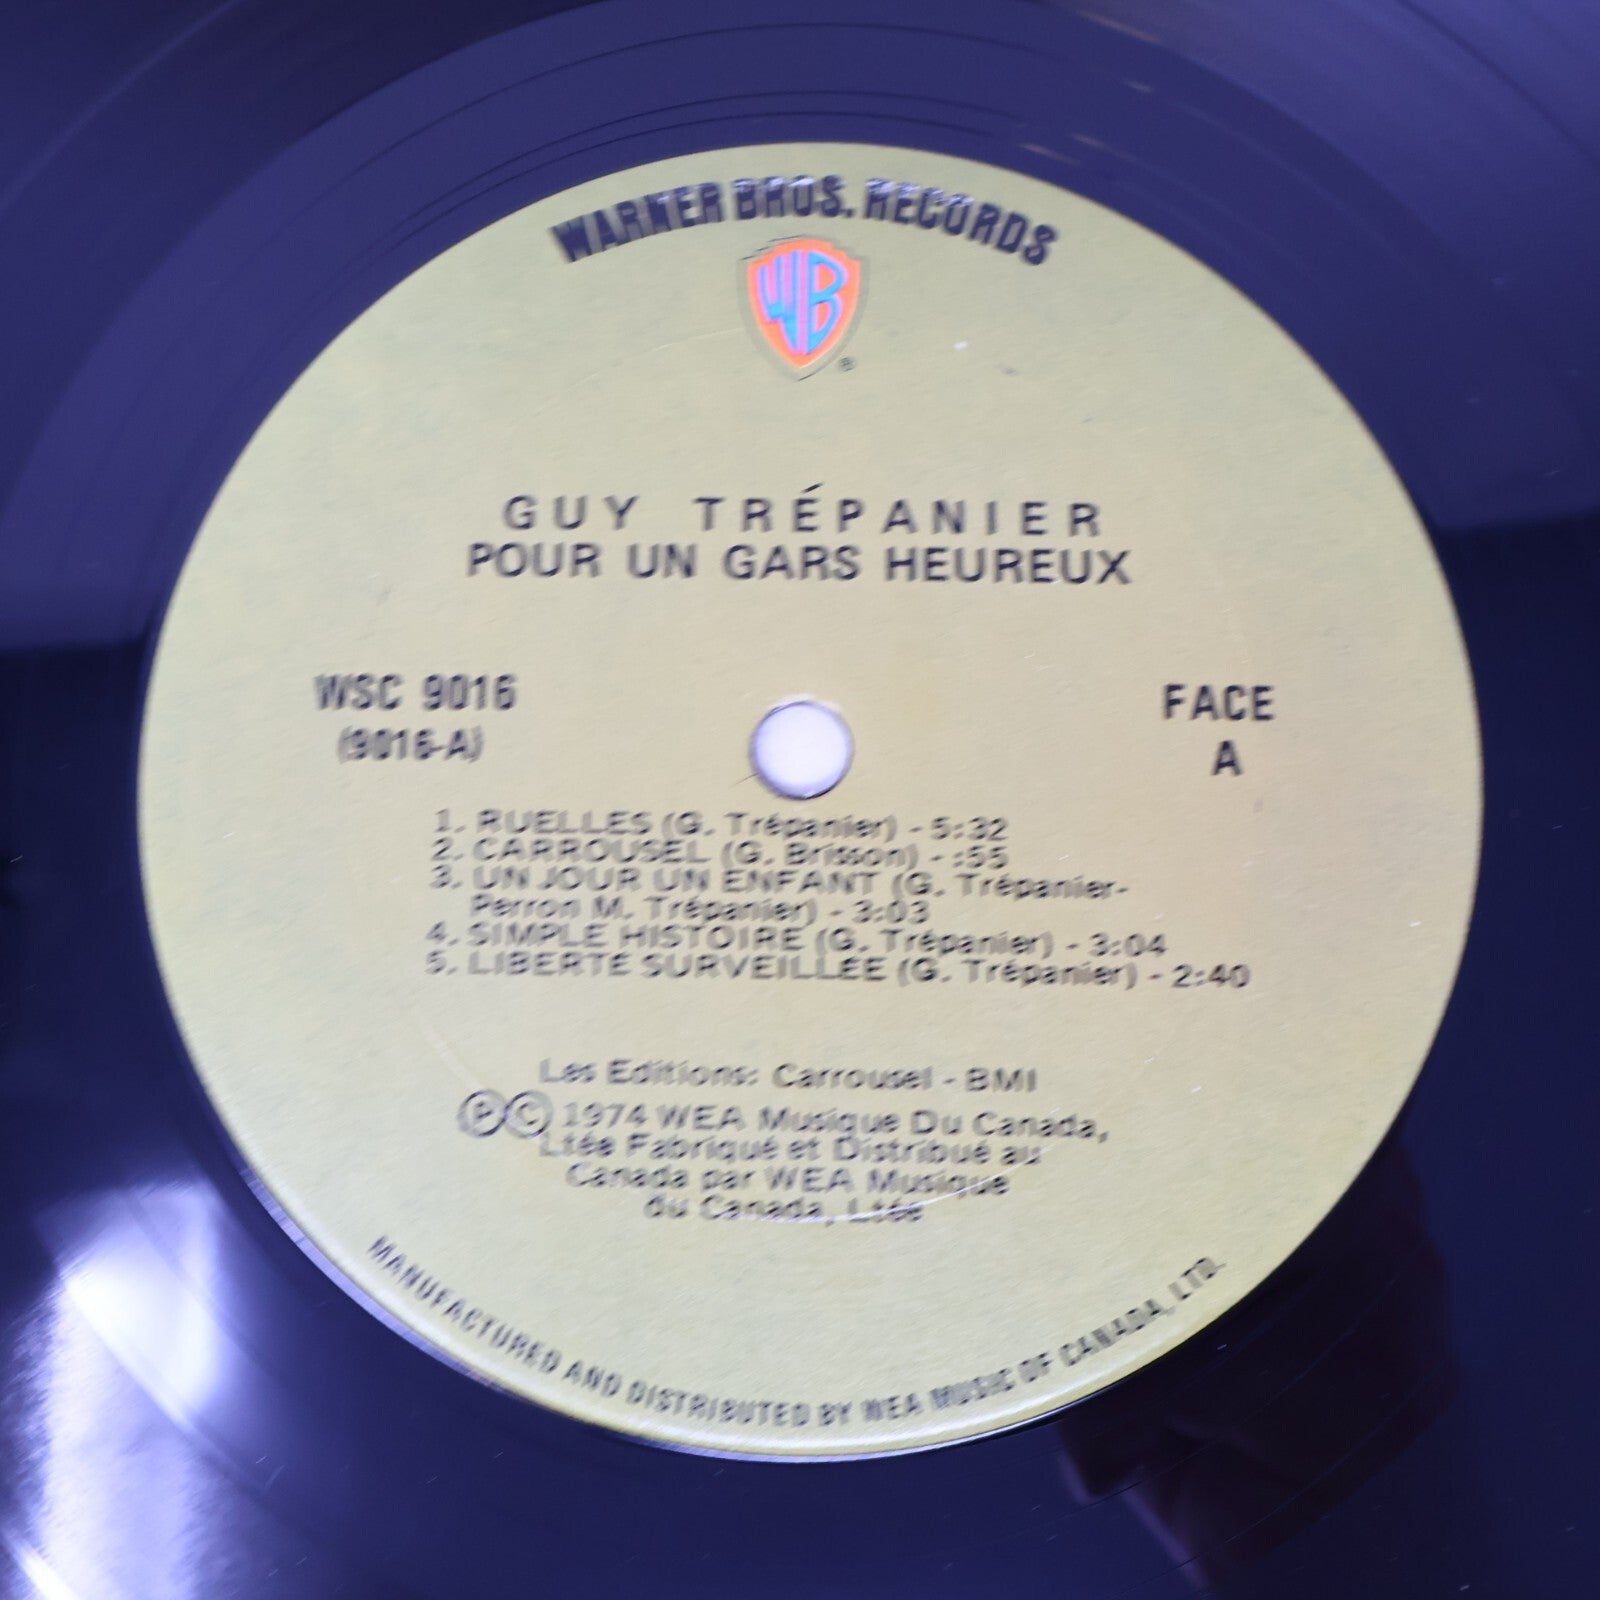 WARNER BROS. RECORDS
WB
®
GUY TRÉPANIER
POUR UN GARS HEUREUX
WSC 9016
(9016-A)
FACE
A
1. RUELLES (G. Trépanier) - 5:32
2. CARROUSEL (G. Brisson) - :55
3. UN JOUR UN ENFANT (G. Trépanier-
Perron M. Trépanier) - 3:03
4. SIMPLE HISTOIRE (G. Trépanier) - 3:04
5. LIBERTÉ SURVEILLÉE (G. Trépanier) - 2:40
Les Editions: Carrousel - BMI
Ⓟ Ⓒ 1974 WEA Musique Du Canada,
Ltée Fabriqué et Distribué au
Canada par WEA Musique
du Canada, Ltée
MANUFACTURED AND DISTRIBUTED BY WEA MUSIC OF CANADA, LTD.